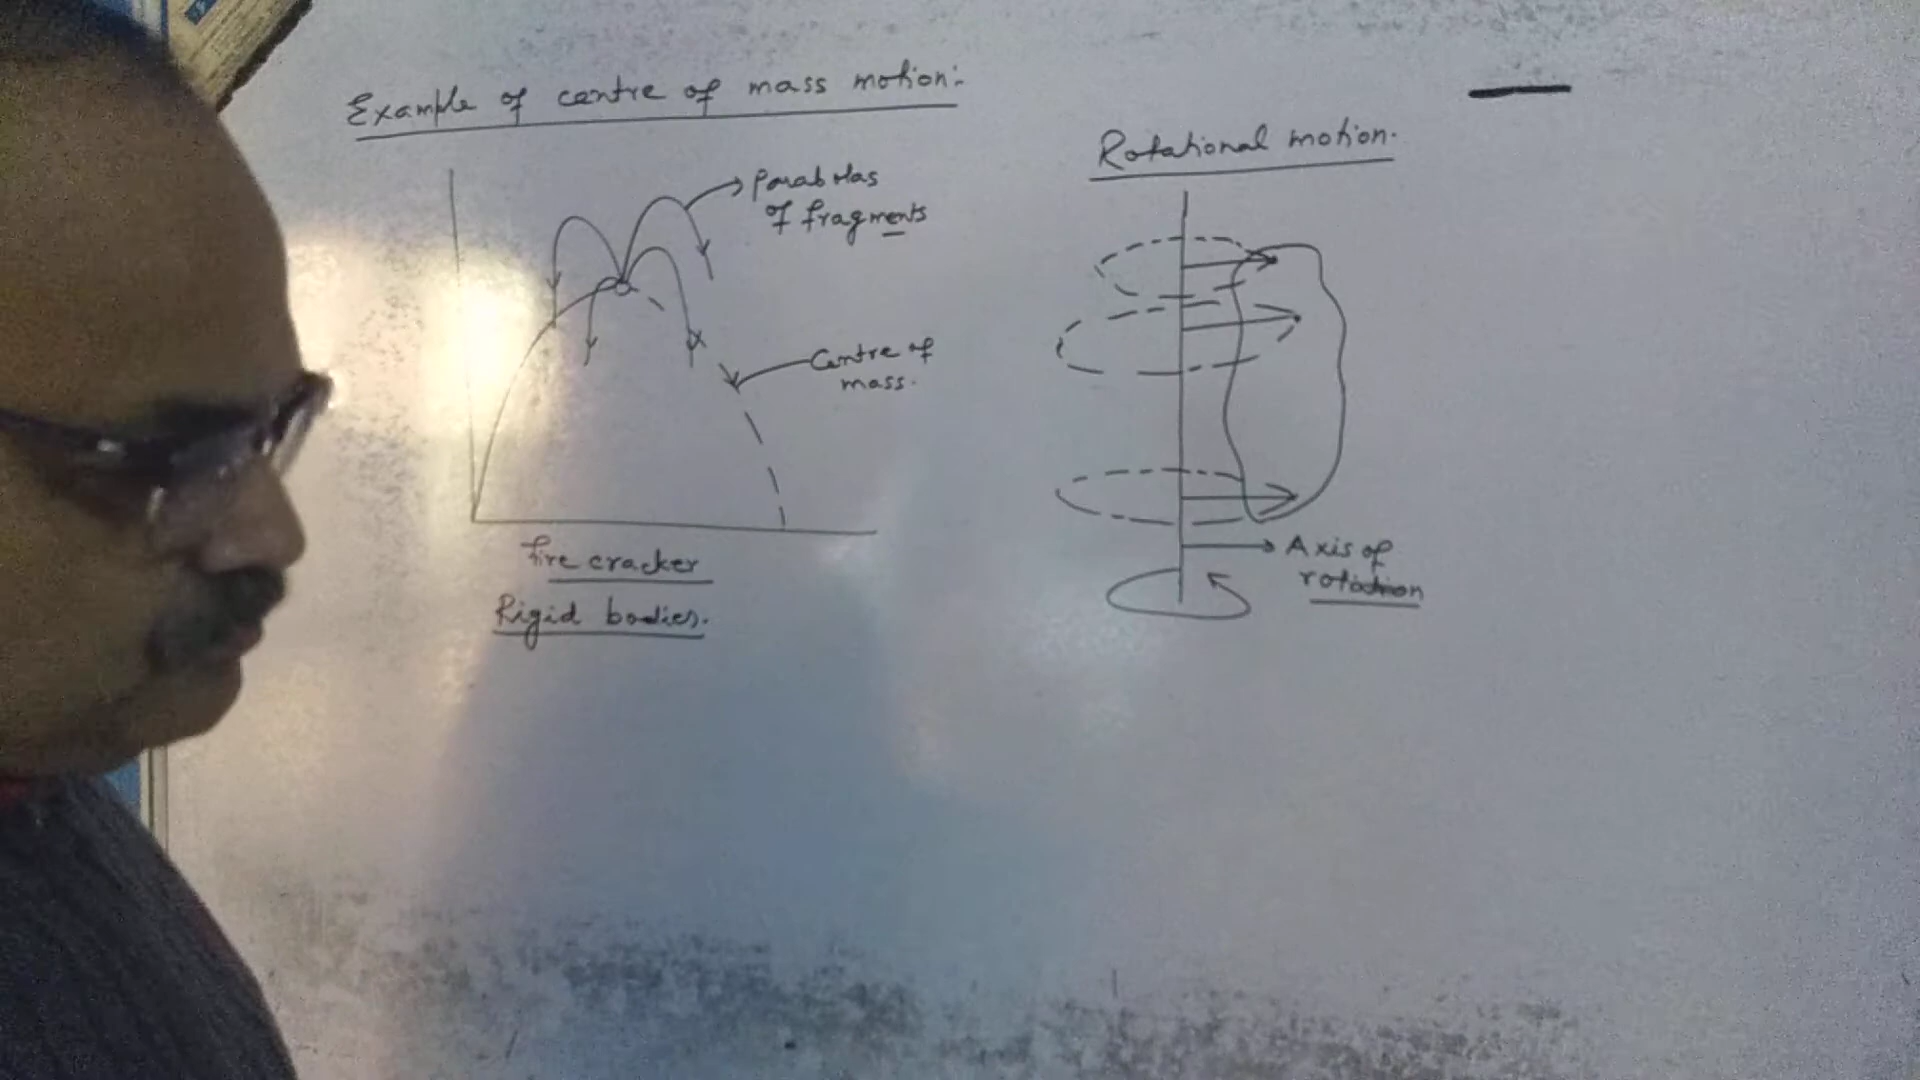 Example of centre of mass motion:-
Parabolas
of fragments
Centre of
mass.
Fire cracker
Rigid bodies.
Rotational motion.
Axis of
rotation